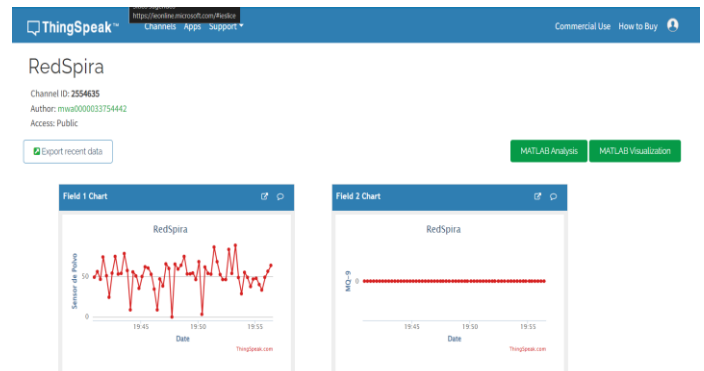 https://ieonline.microsoft.com/#ieslice
ThingSpeak™ Channels Apps Support Commercial Use How to Buy
RedSpira
Channel ID: 2554635
Author: mwa0000033754442
Access: Public
Export recent data
MATLAB Analysis MATLAB Visualization
Field 1 Chart
RedSpira
Sensor de Polvo
50
0
19:45 19:50 19:55
Date
ThingSpeak.com
Field 2 Chart
RedSpira
MQ-9
0
19:45 19:50 19:55
Date
ThingSpeak.com